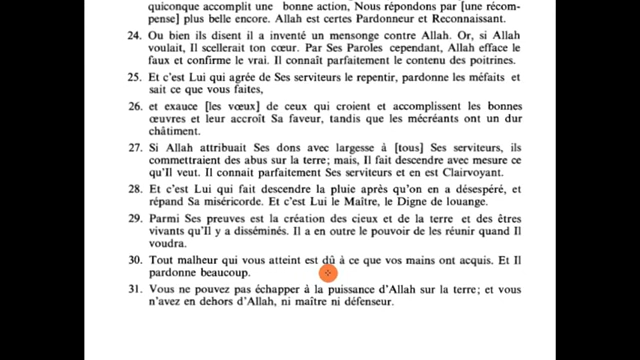 quiconque accomplit une bonne action, Nous répondons par [une récom-
pense] plus belle encore. Allah est certes Pardonneur et Reconnaissant.
24. Ou bien ils disent il a inventé un mensonge contre Allah. Or, si Allah
voulait, Il scellerait ton cœur. Par Ses Paroles cependant, Allah efface le
faux et confirme le vrai. Il connaît parfaitement le contenu des poitrines.
25. Et c'est Lui qui agrée de Ses serviteurs le repentir, pardonne les méfaits et
sait ce que vous faites,
26. et exauce [les vœux] de ceux qui croient et accomplissent les bonnes
œuvres et leur accroît Sa faveur, tandis que les mécréants ont un dur
châtiment.
27. Si Allah attribuait Ses dons avec largesse à [tous] Ses serviteurs, ils
commettraient des abus sur la terre; mais, Il fait descendre avec mesure ce
qu'Il veut. Il connait parfaitement Ses serviteurs et en est Clairvoyant.
28. Et c'est Lui qui fait descendre la pluie après qu'on en a désespéré, et
répand Sa miséricorde. Et c'est Lui le Maître, le Digne de louange.
29. Parmi Ses preuves est la création des cieux et de la terre et des êtres
vivants qu'Il y a disséminés. Il a en outre le pouvoir de les réunir quand Il
voudra.
30. Tout malheur qui vous atteint est dû à ce que vos mains ont acquis. Et Il
pardonne beaucoup.
31. Vous ne pouvez pas échapper à la puissance d'Allah sur la terre; et vous
n'avez en dehors d'Allah, ni maître ni défenseur.